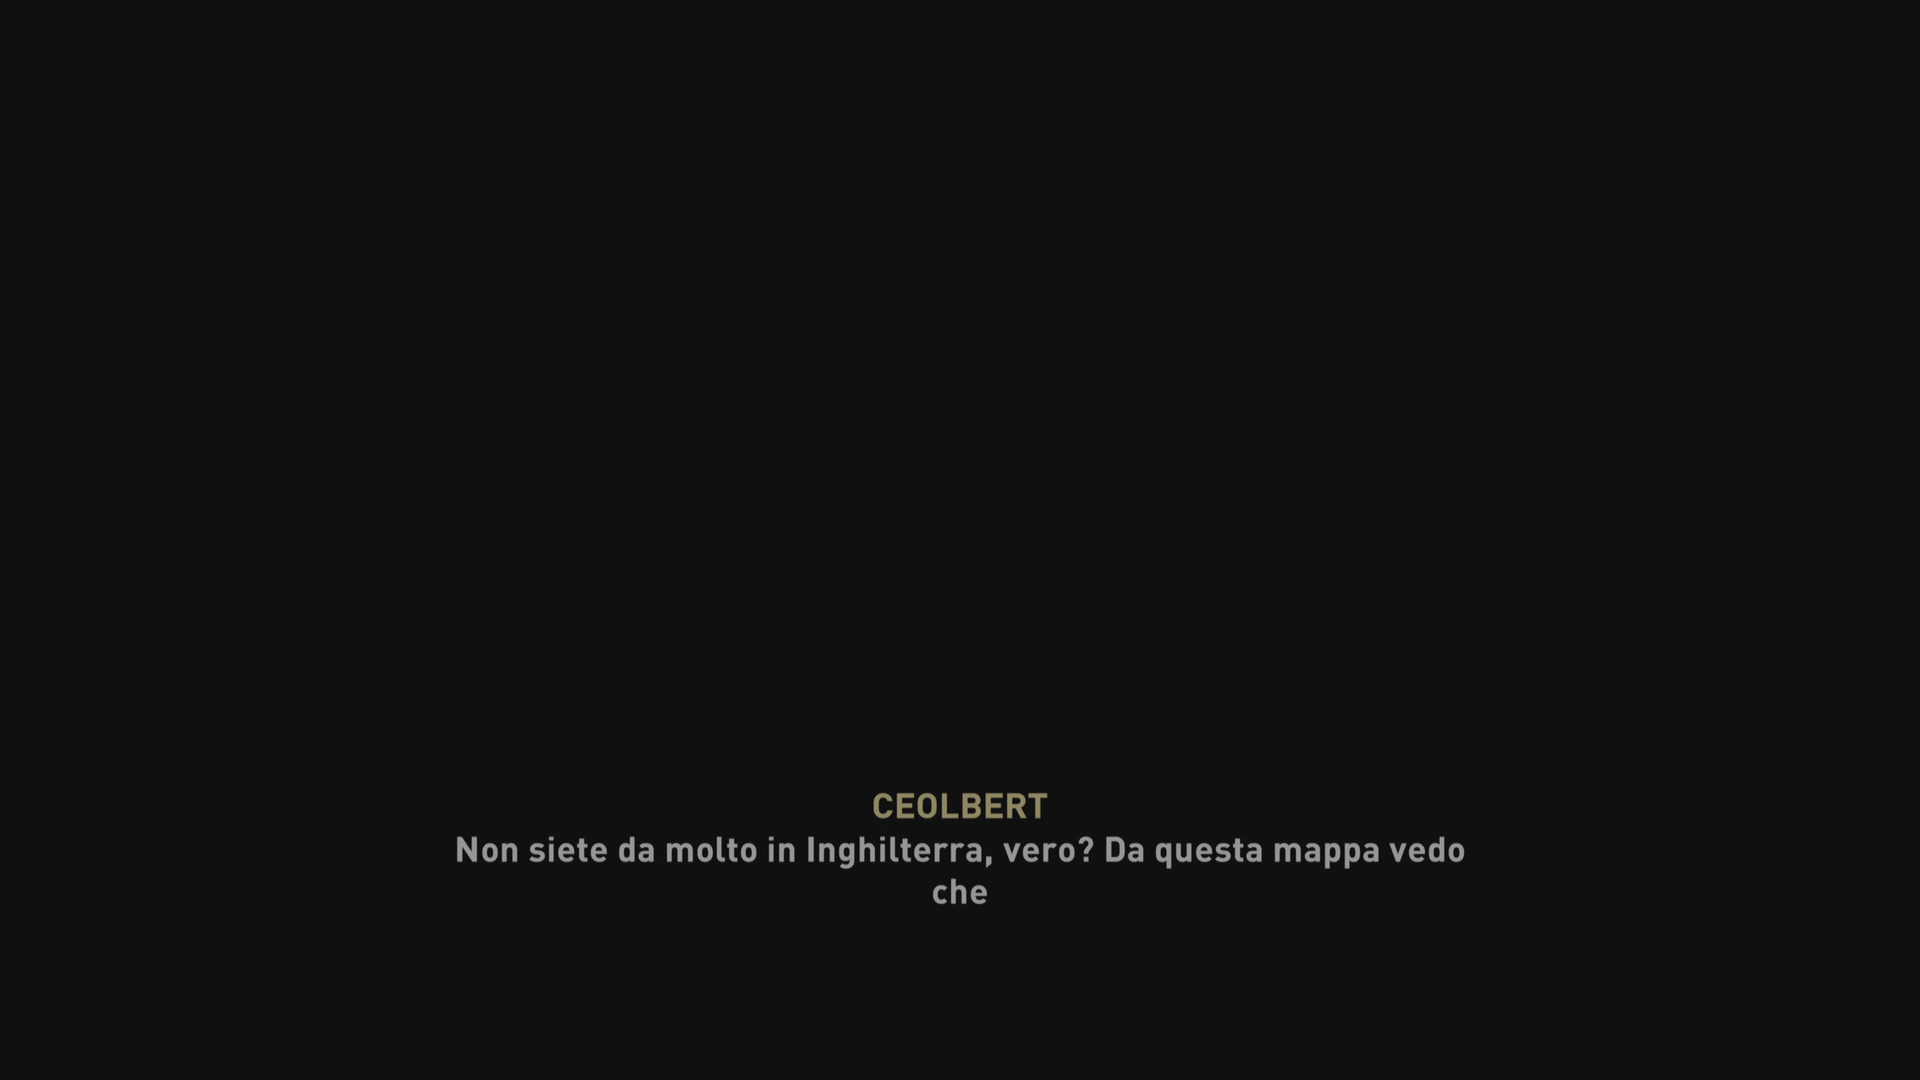 CEOLBERT
Non siete da molto in Inghilterra, vero? Da questa mappa vedo
che